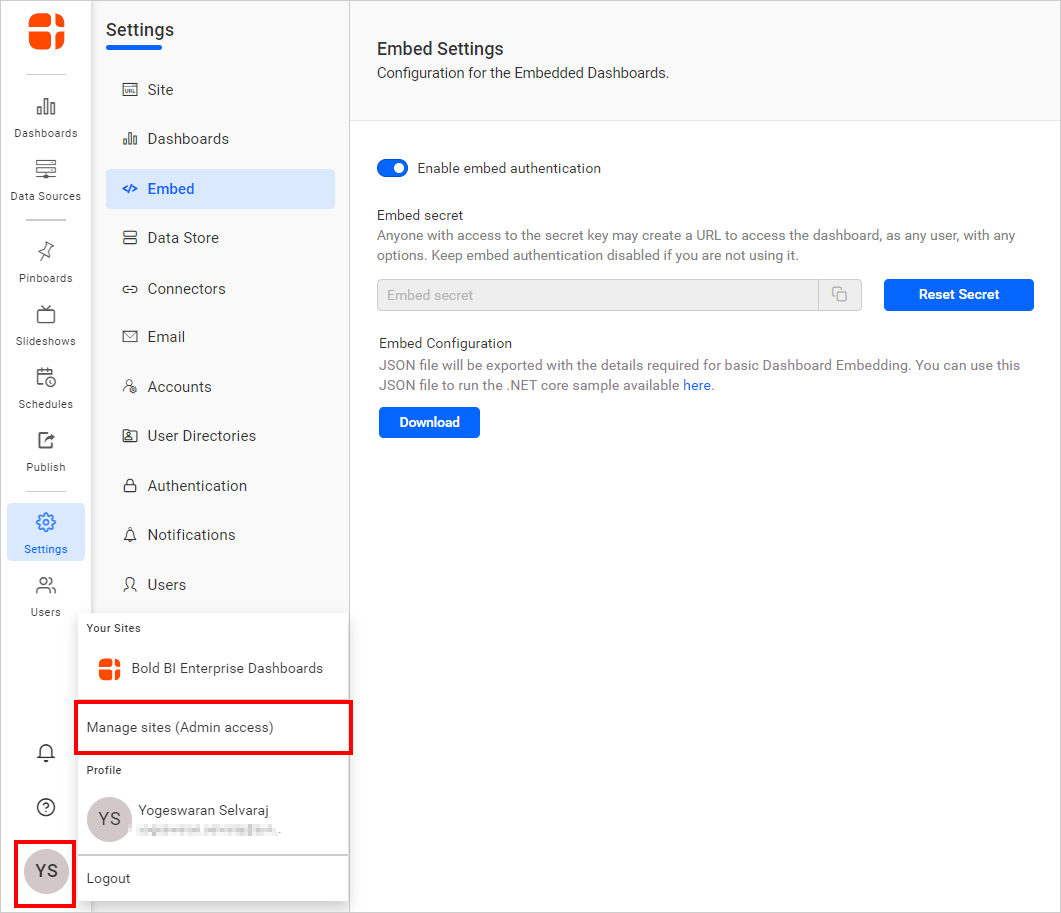 Dashboards
Data Sources
Pinboards
Slideshows
Schedules
Publish
Settings
Users
YS
Settings
URL
Site
Dashboards
Embed
Data Store
Connectors
Email
Accounts
User Directories
Authentication
Notifications
Users
Your Sites
Bold BI Enterprise Dashboards
Manage sites (Admin access)
Profile
YS
Yogeswaran Selvaraj
Logout
Embed Settings
Configuration for the Embedded Dashboards.
Enable embed authentication
Embed secret
Anyone with access to the secret key may create a URL to access the dashboard, as any user, with any
options. Keep embed authentication disabled if you are not using it.
Embed secret
Reset Secret
Embed Configuration
JSON file will be exported with the details required for basic Dashboard Embedding. You can use this
JSON file to run the .NET core sample available here.
Download